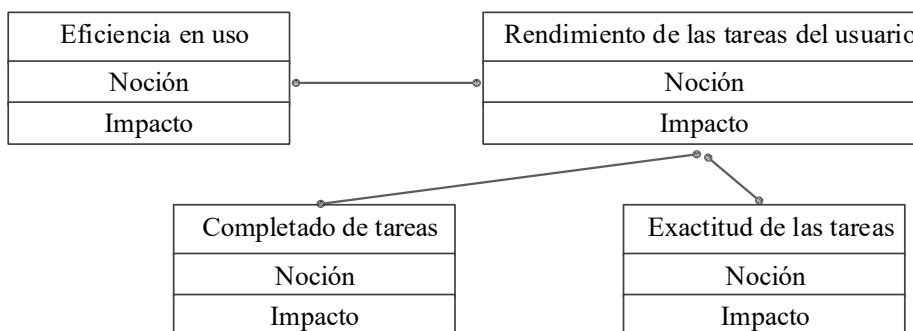 Eficiencia en uso
Noción
Impacto
Rendimiento de las tareas del usuario
Noción
Impacto
Completado de tareas
Noción
Impacto
Exactitud de las tareas
Noción
Impacto